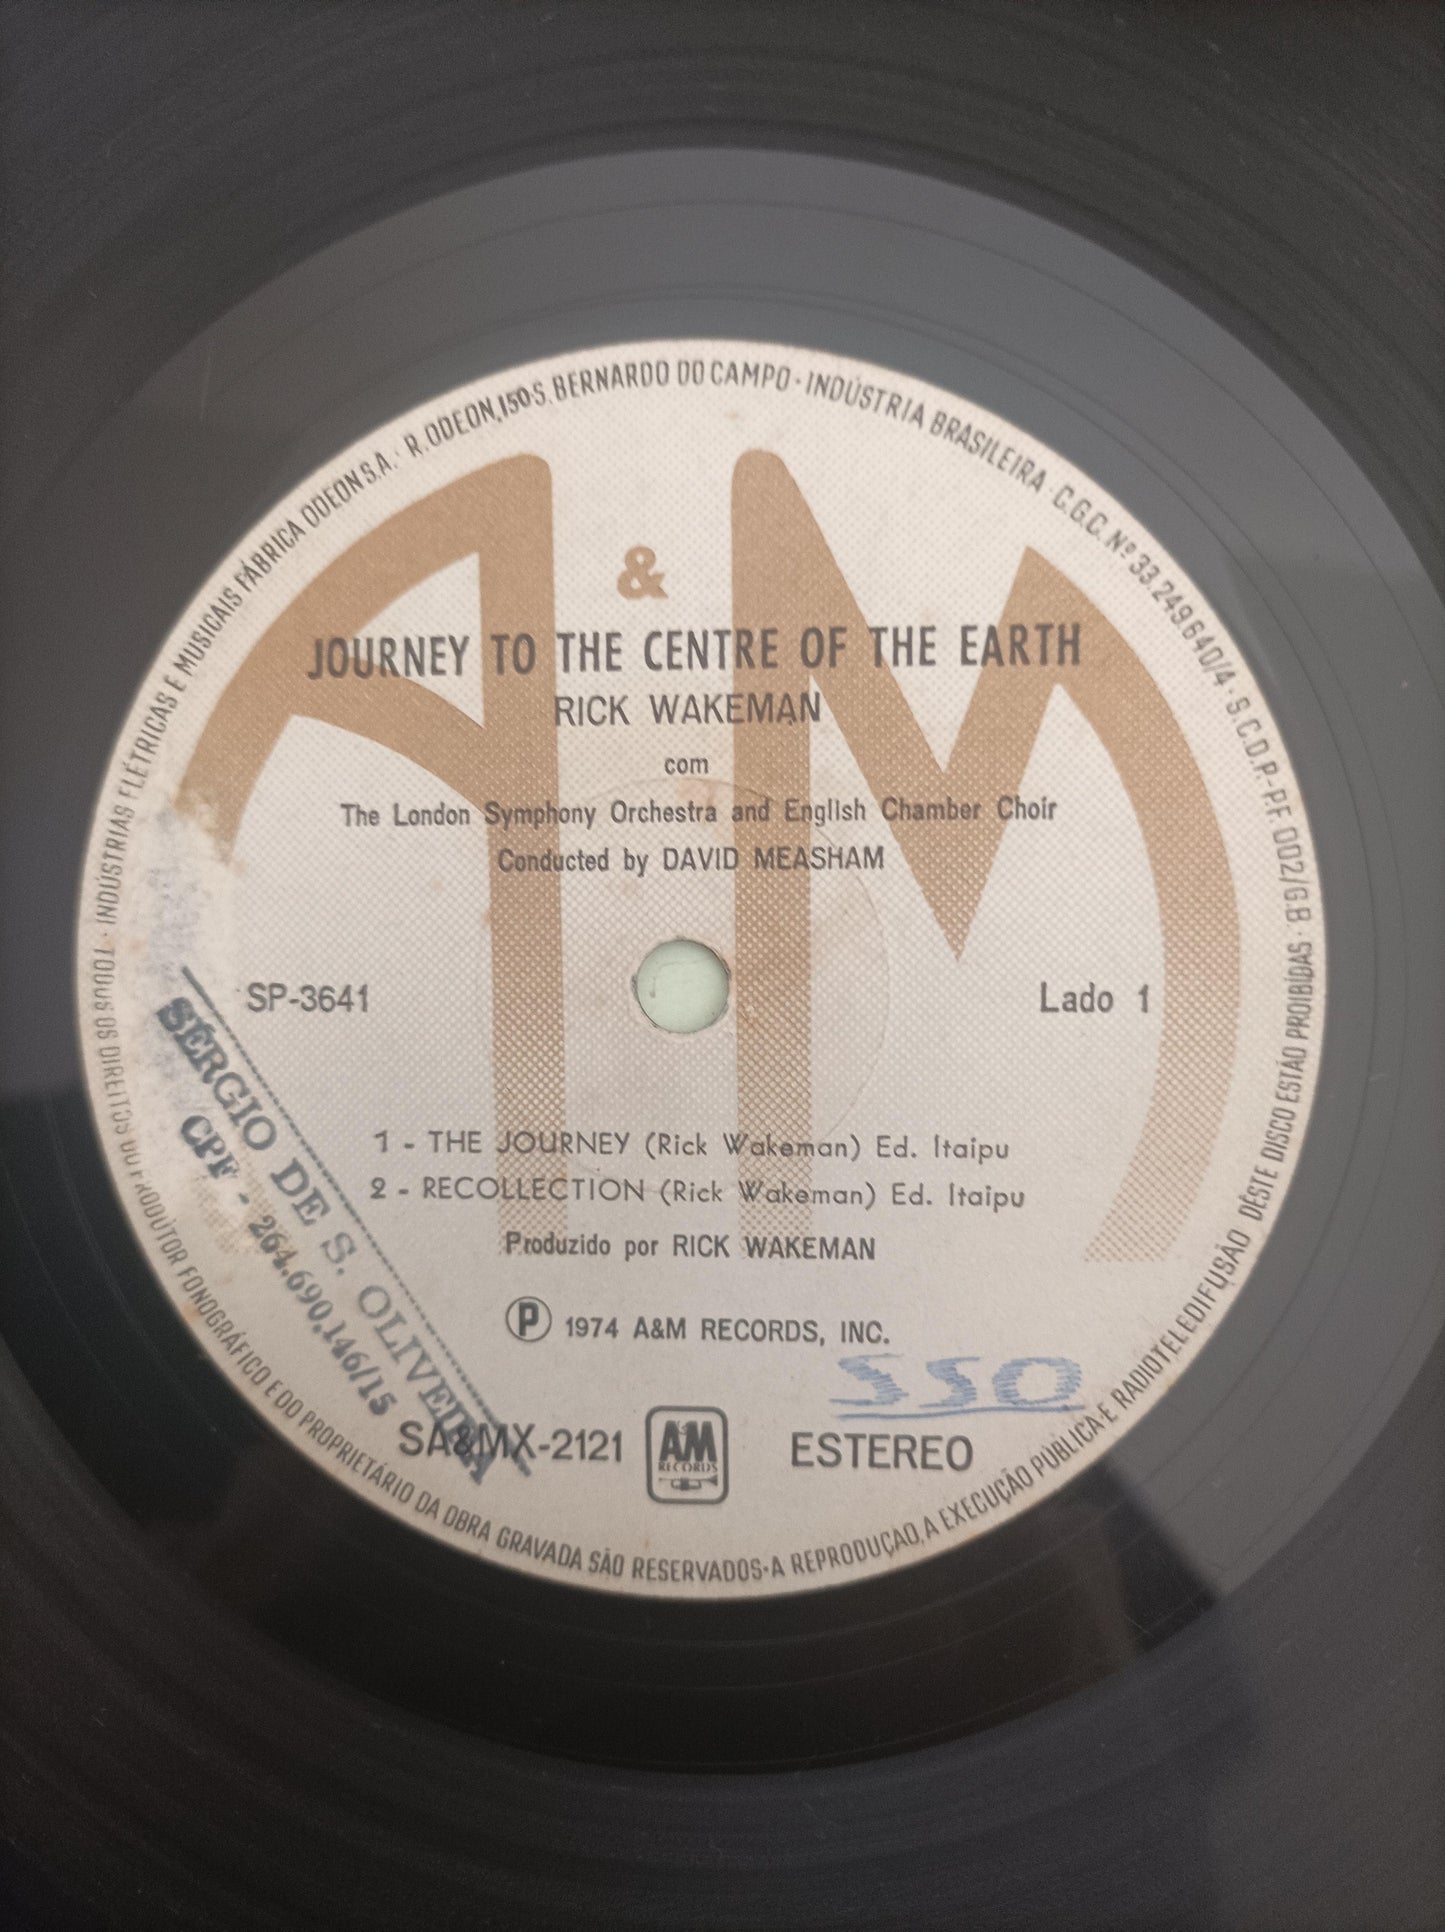 INDÚSTRIAS ELÉTRICAS E MUSICAIS FÁBRICA ODEON S.A. · R. ODEON, 150 · S. BERNARDO DO CAMPO · INDÚSTRIA BRASILEIRA · C.G.C. Nº 33.249.640/4 · S.C.D.P.-P.F. 002/G.B. ·
TODOS OS DIREITOS DO PRODUTOR FONOGRÁFICO E DO PROPRIETÁRIO DA OBRA GRAVADA SÃO RESERVADOS · A REPRODUÇÃO, A EXECUÇÃO PÚBLICA E RADIOTELEDIFUSÃO DÊSTE DISCO ESTÃO PROIBÍDAS ·
A & M
JOURNEY TO THE CENTRE OF THE EARTH
RICK WAKEMAN
com
The London Symphony Orchestra and English Chamber Choir
Conducted by DAVID MEASHAM
SP-3641
Lado 1
SÉRGIO DE S. OLIVEIRA
CPF - 264.690.146/15
1 - THE JOURNEY (Rick Wakeman) Ed. Itaipu
2 - RECOLLECTION (Rick Wakeman) Ed. Itaipu
Produzido por RICK WAKEMAN
Ⓟ 1974 A&M RECORDS, INC.
SSO
SA&MX-2121
A&M
RECORDS
ESTEREO